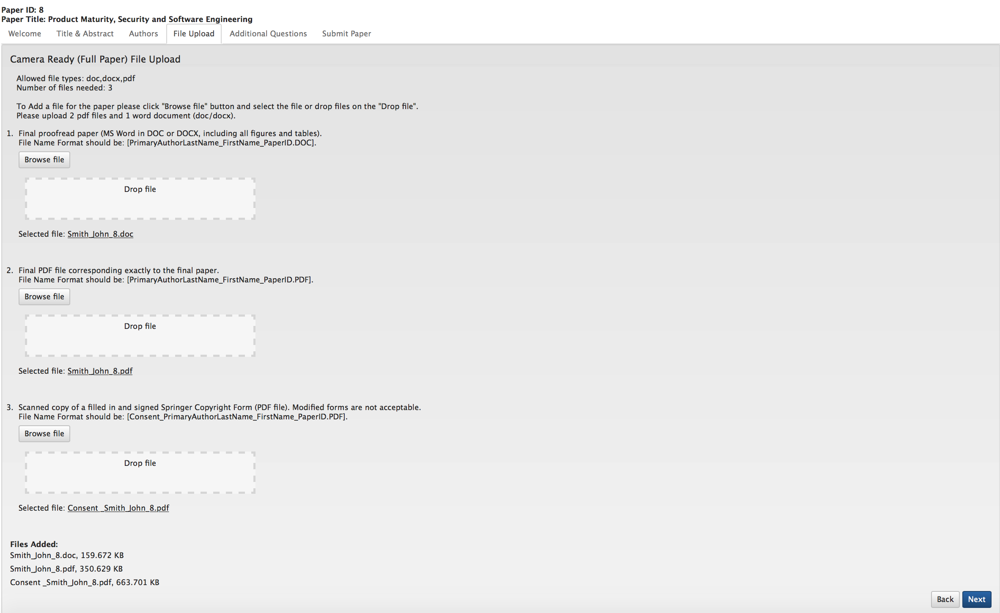 Paper ID: 8
Paper Title: Product Maturity, Security and Software Engineering
Welcome Title & Abstract Authors File Upload Additional Questions Submit Paper
Camera Ready (Full Paper) File Upload
Allowed file types: doc,docx,pdf
Number of files needed: 3
To Add a file for the paper please click "Browse file" button and select the file or drop files on the "Drop file".
Please upload 2 pdf files and 1 word document (doc/docx).
1. Final proofread paper (MS Word in DOC or DOCX, including all figures and tables).
File Name Format should be: [PrimaryAuthorLastName_FirstName_PaperID.DOC].
Browse file
Drop file
Selected file: Smith_John_8.doc
2. Final PDF file corresponding exactly to the final paper.
File Name Format should be: [PrimaryAuthorLastName_FirstName_PaperID.PDF].
Browse file
Drop file
Selected file: Smith_John_8.pdf
3. Scanned copy of a filled in and signed Springer Copyright Form (PDF file). Modified forms are not acceptable.
File Name Format should be: [Consent_PrimaryAuthorLastName_FirstName_PaperID.PDF].
Browse file
Drop file
Selected file: Consent _Smith_John_8.pdf
Files Added:
Smith_John_8.doc, 159.672 KB
Smith_John_8.pdf, 350.629 KB
Consent _Smith_John_8.pdf, 663.701 KB
Back Next